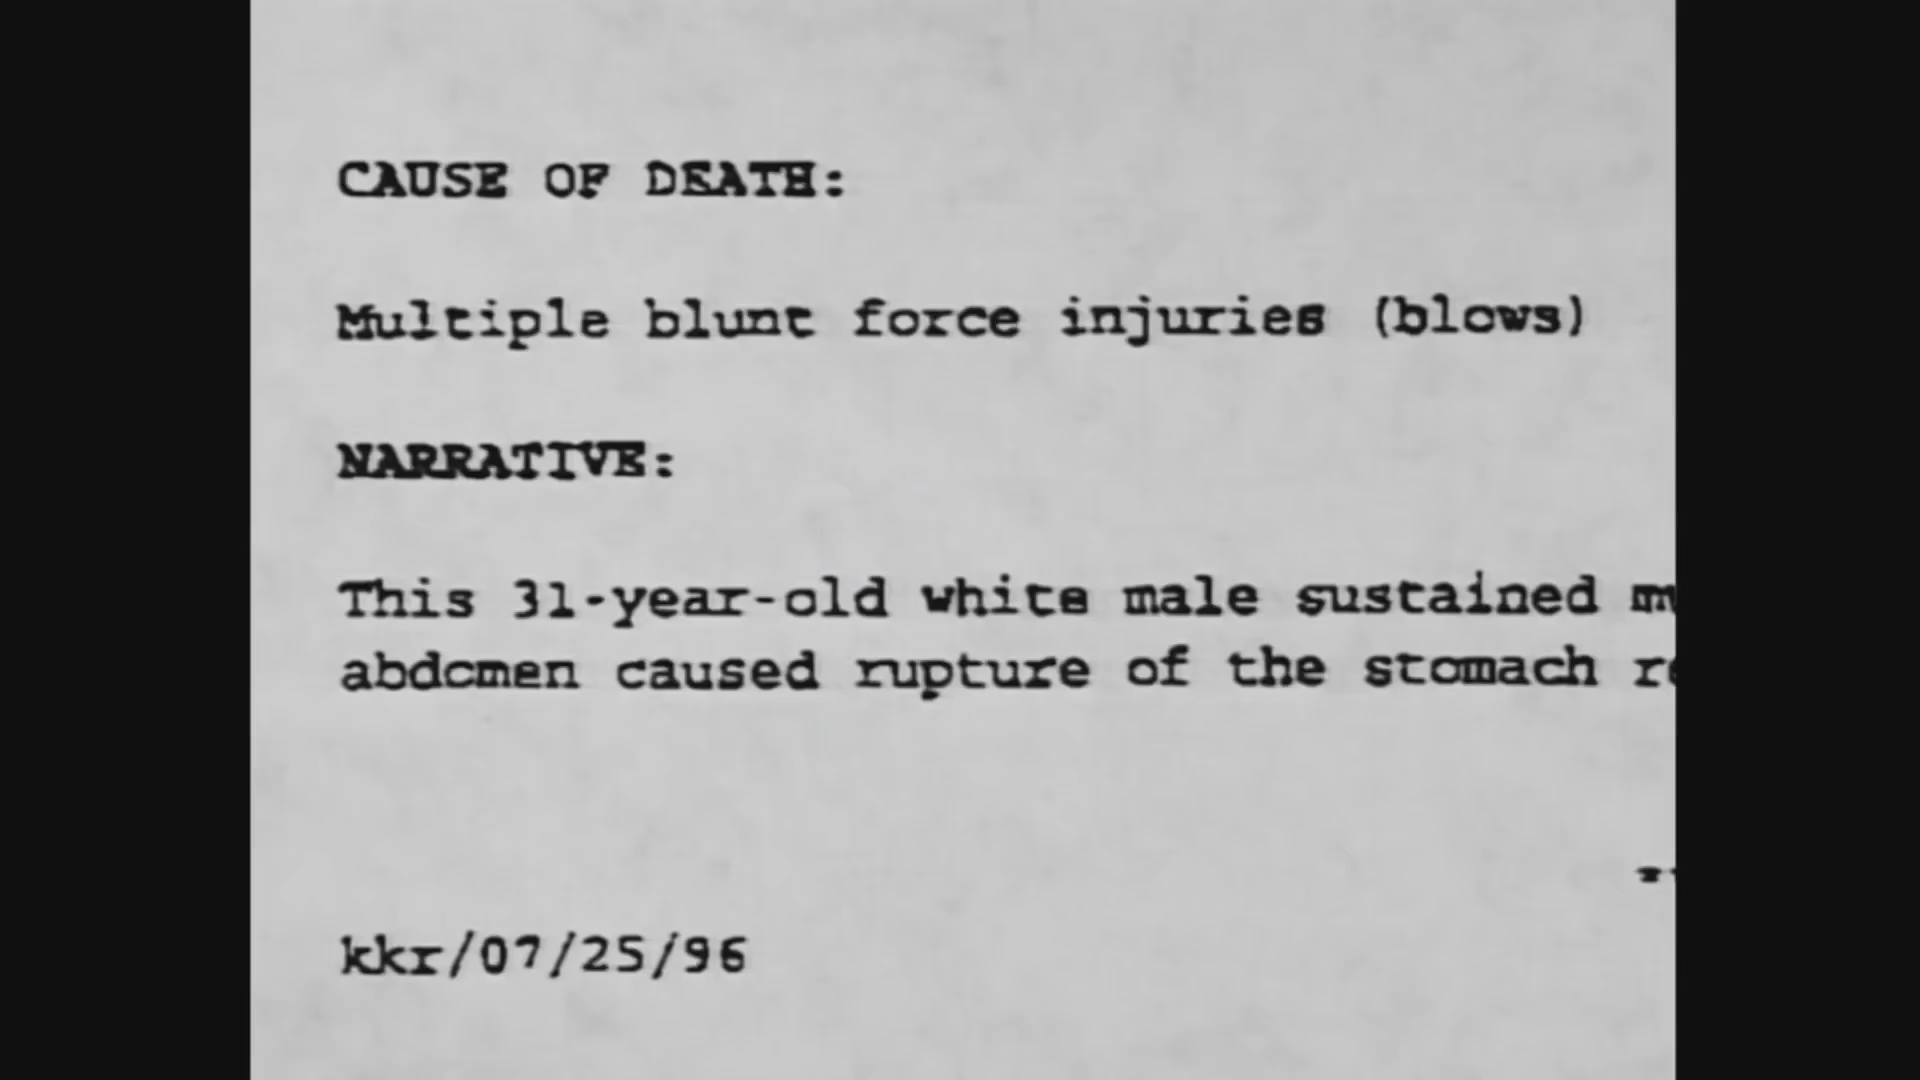 CAUSE OF DEATH:
Multiple blunt force injuries (blows)
NARRATIVE:
This 31-year-old white male sustained
abdomen caused rupture of the stomach
kkr/07/25/96